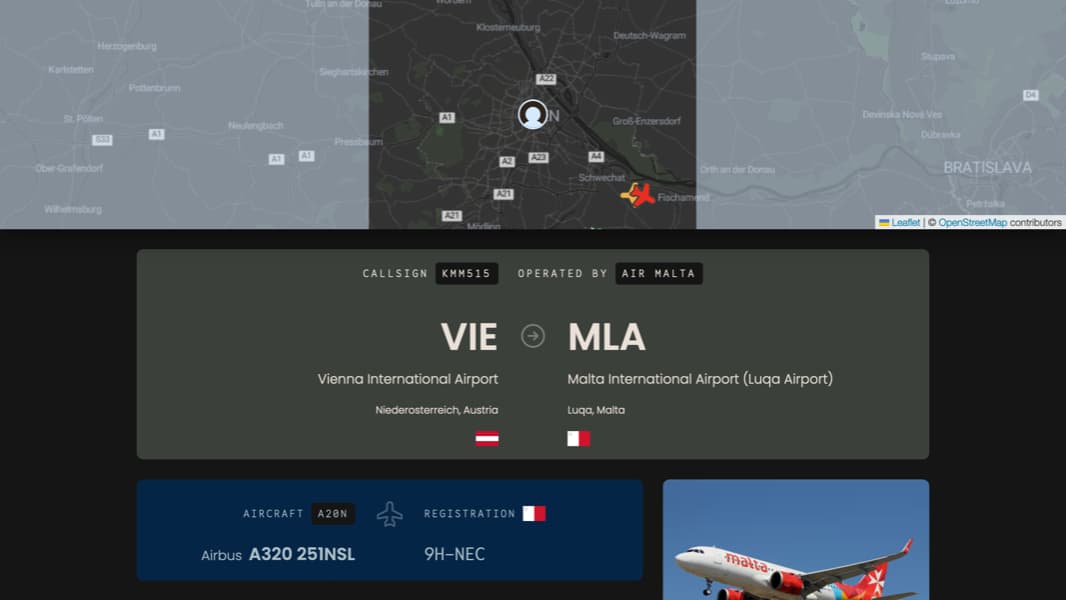 Tulln an der Donau
Wördern
Lozorno
Klosterneuburg
Deutsch-Wagram
Herzogenburg
Stupava
Karlstetten
Sieghartskirchen
A22
Pottenbrunn
D4
St. Pölten
A1
N
Groß-Enzersdorf
Devínska Nová Ves
Neulengbach
S33
A1
Pressbaum
Dúbravka
A1
A1
A2
A23
A4
Ober-Grafendorf
Orth an der Donau
BRATISLAVA
Schwechat
A21
Fischamend
Petržalka
Wilhelmsburg
A21
Mödling
Leaflet | © OpenStreetMap contributors
CALLSIGN KMM515 OPERATED BY AIR MALTA
VIE MLA
Vienna International Airport Malta International Airport (Luqa Airport)
Niederosterreich, Austria Luqa, Malta
AIRCRAFT A20N REGISTRATION
Airbus A320 251NSL 9H-NEC
malta